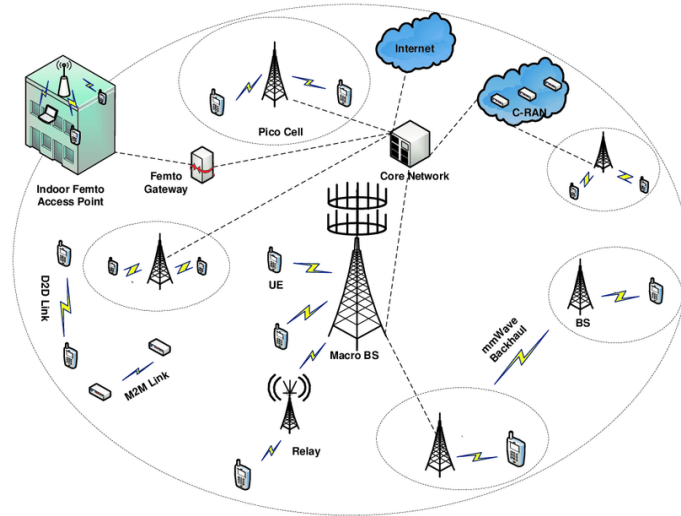 Internet
C-RAN
Pico Cell
Core Network
Indoor Femto
Access Point
Femto
Gateway
UE
D2D Link
BS
mmWave
Backhaul
Macro BS
M2M Link
Relay